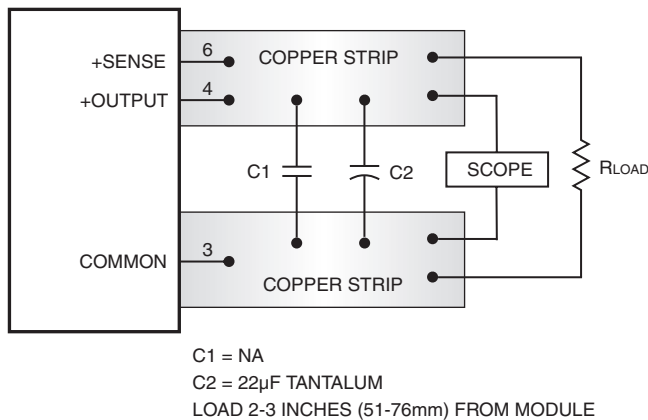 +SENSE
6
COPPER STRIP
+OUTPUT
4
C1
C2
SCOPE
RLOAD
COMMON
3
COPPER STRIP
C1 = NA
C2 = 22µF TANTALUM
LOAD 2-3 INCHES (51-76mm) FROM MODULE